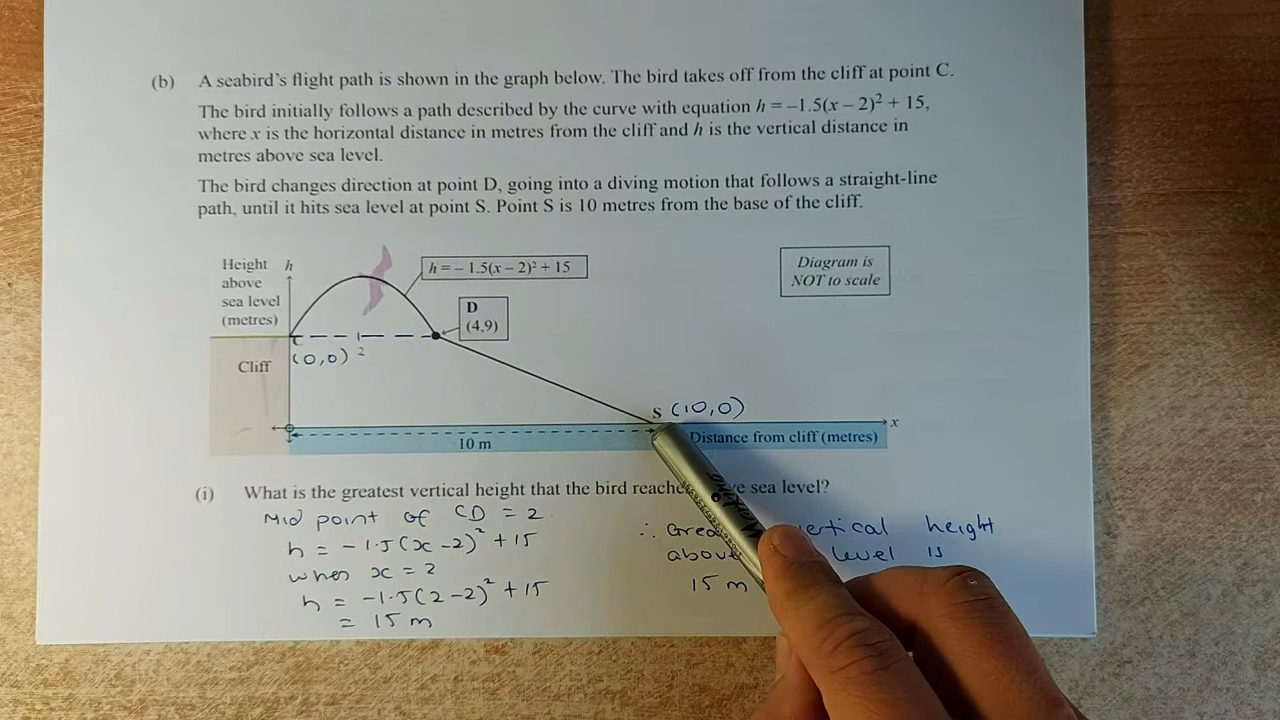 (b) A seabird's flight path is shown in the graph below. The bird takes off from the cliff at point C.
The bird initially follows a path described by the curve with equation h = −1.5(x − 2)² + 15,
where x is the horizontal distance in metres from the cliff and h is the vertical distance in
metres above sea level.
The bird changes direction at point D, going into a diving motion that follows a straight-line
path, until it hits sea level at point S. Point S is 10 metres from the base of the cliff.
Height h
above
sea level
(metres)
h = − 1.5(x − 2)² + 15
Diagram is
NOT to scale
D
(4,9)
C
(0,0) 2
Cliff
S (10,0)
x
10 m
Distance from cliff (metres)
(i) What is the greatest vertical height that the bird sea level?
Mid point of CD = 2
h = -1.5(x-2)² + 15
when x = 2
h = -1.5(2-2)² + 15
= 15 m
∴ vertical height
level is
15 m